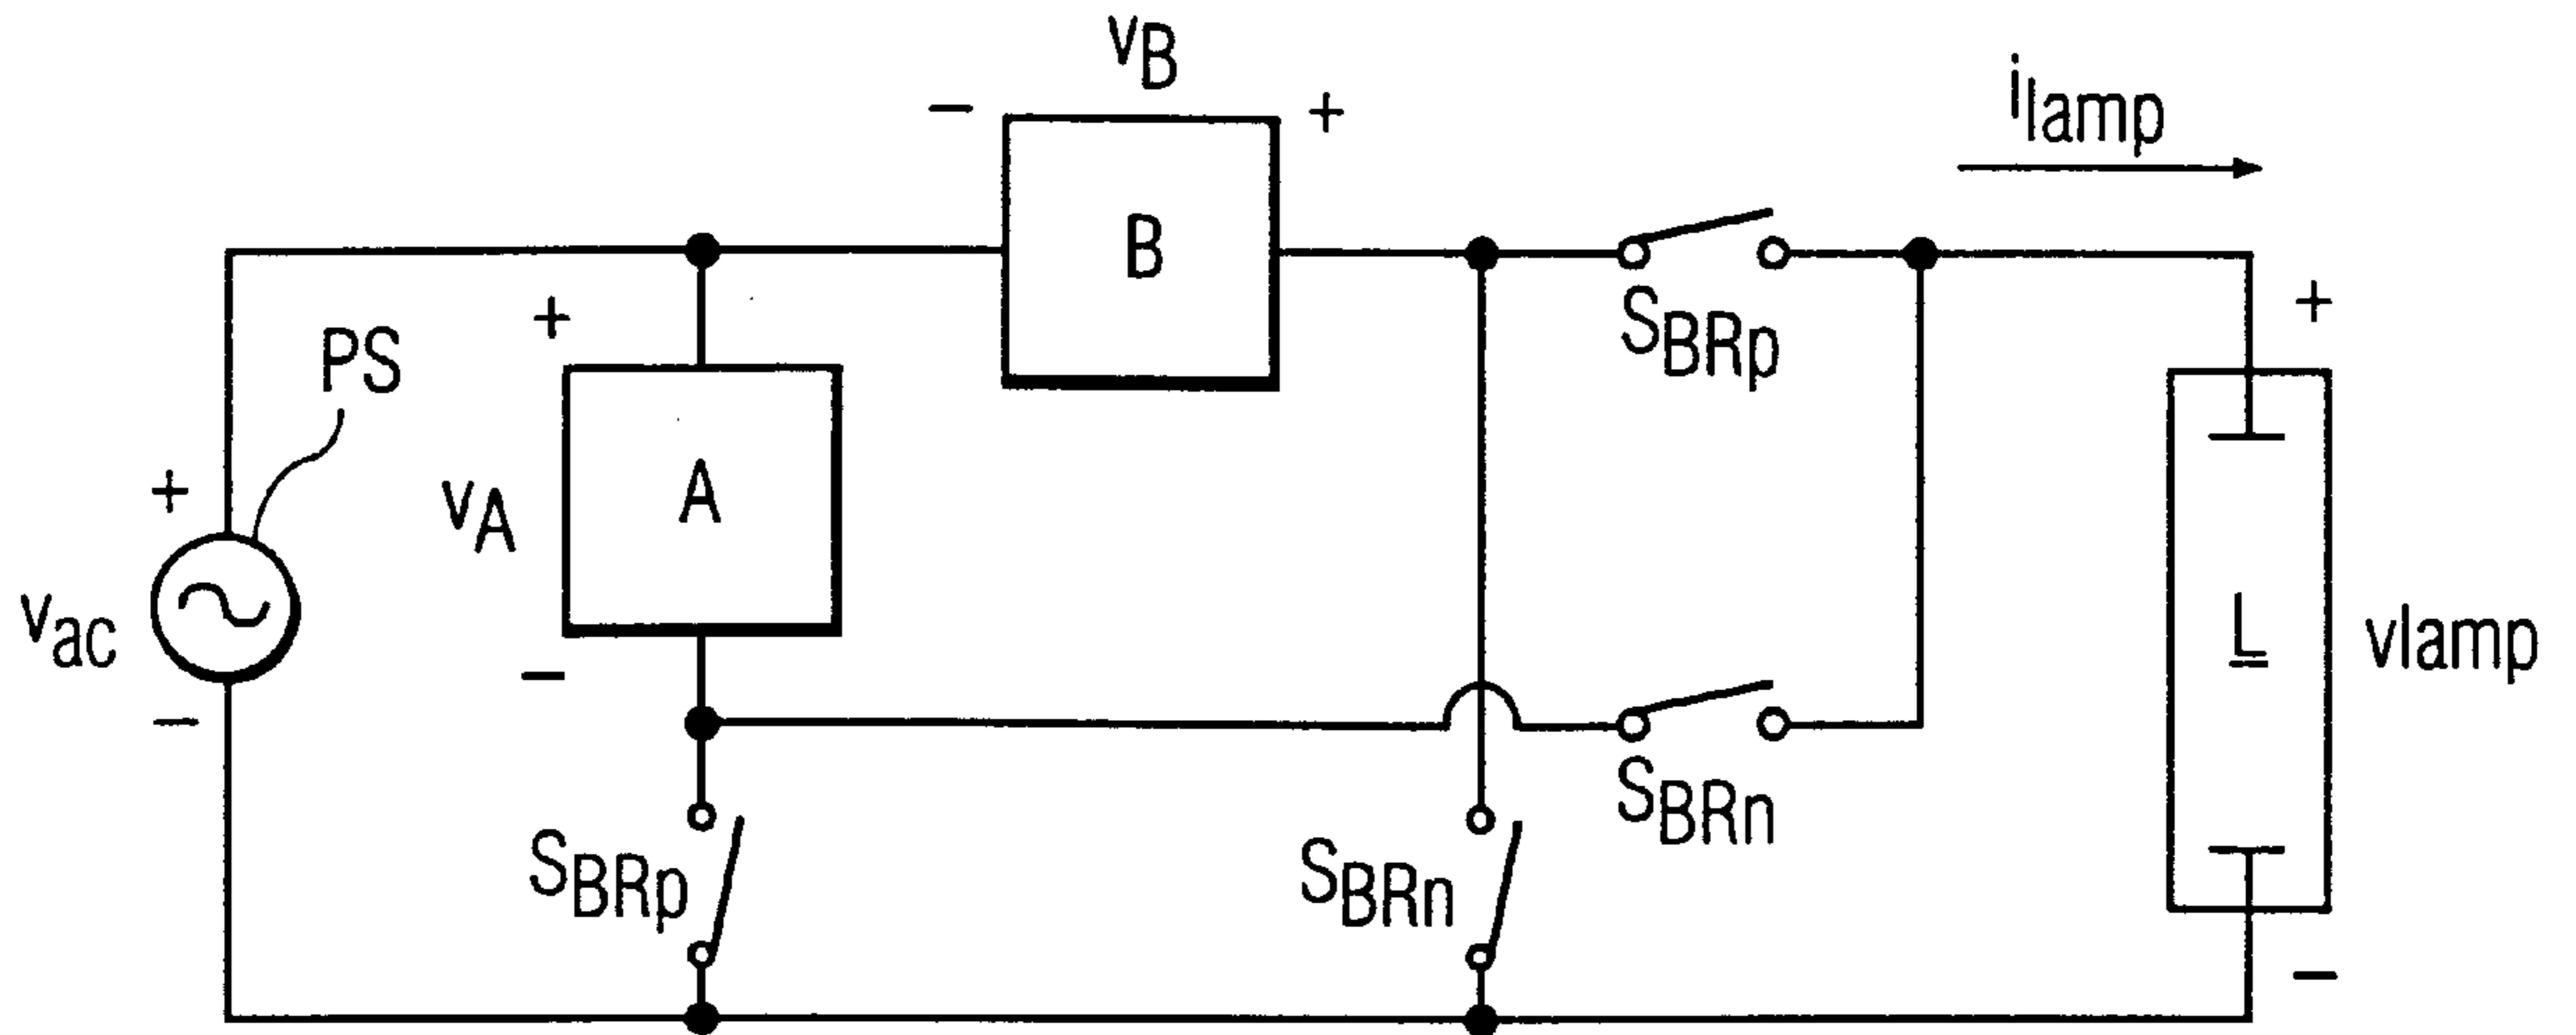 vB
− +
ilamp
B
+
PS
SBRp
+
+
vA
A
vac
L
vlamp
−
−
SBRn
SBRp
SBRn
−